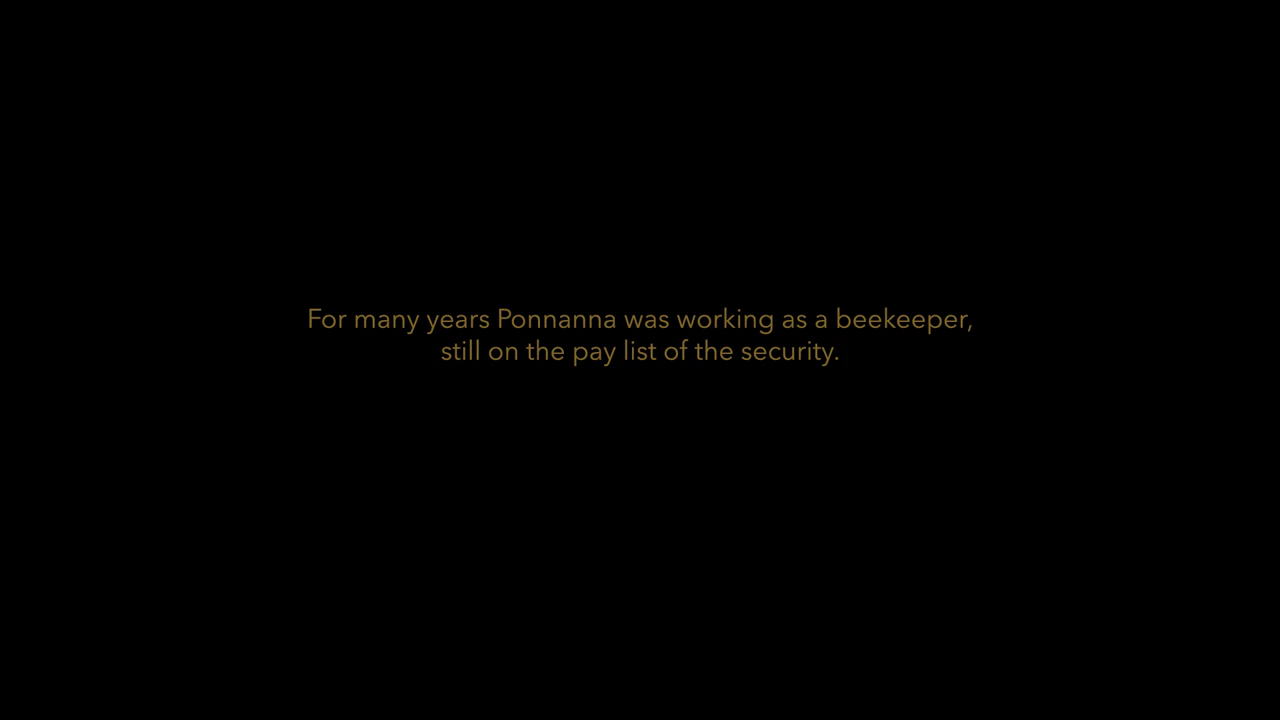 For many years Ponnanna was working as a beekeeper,
still on the pay list of the security.